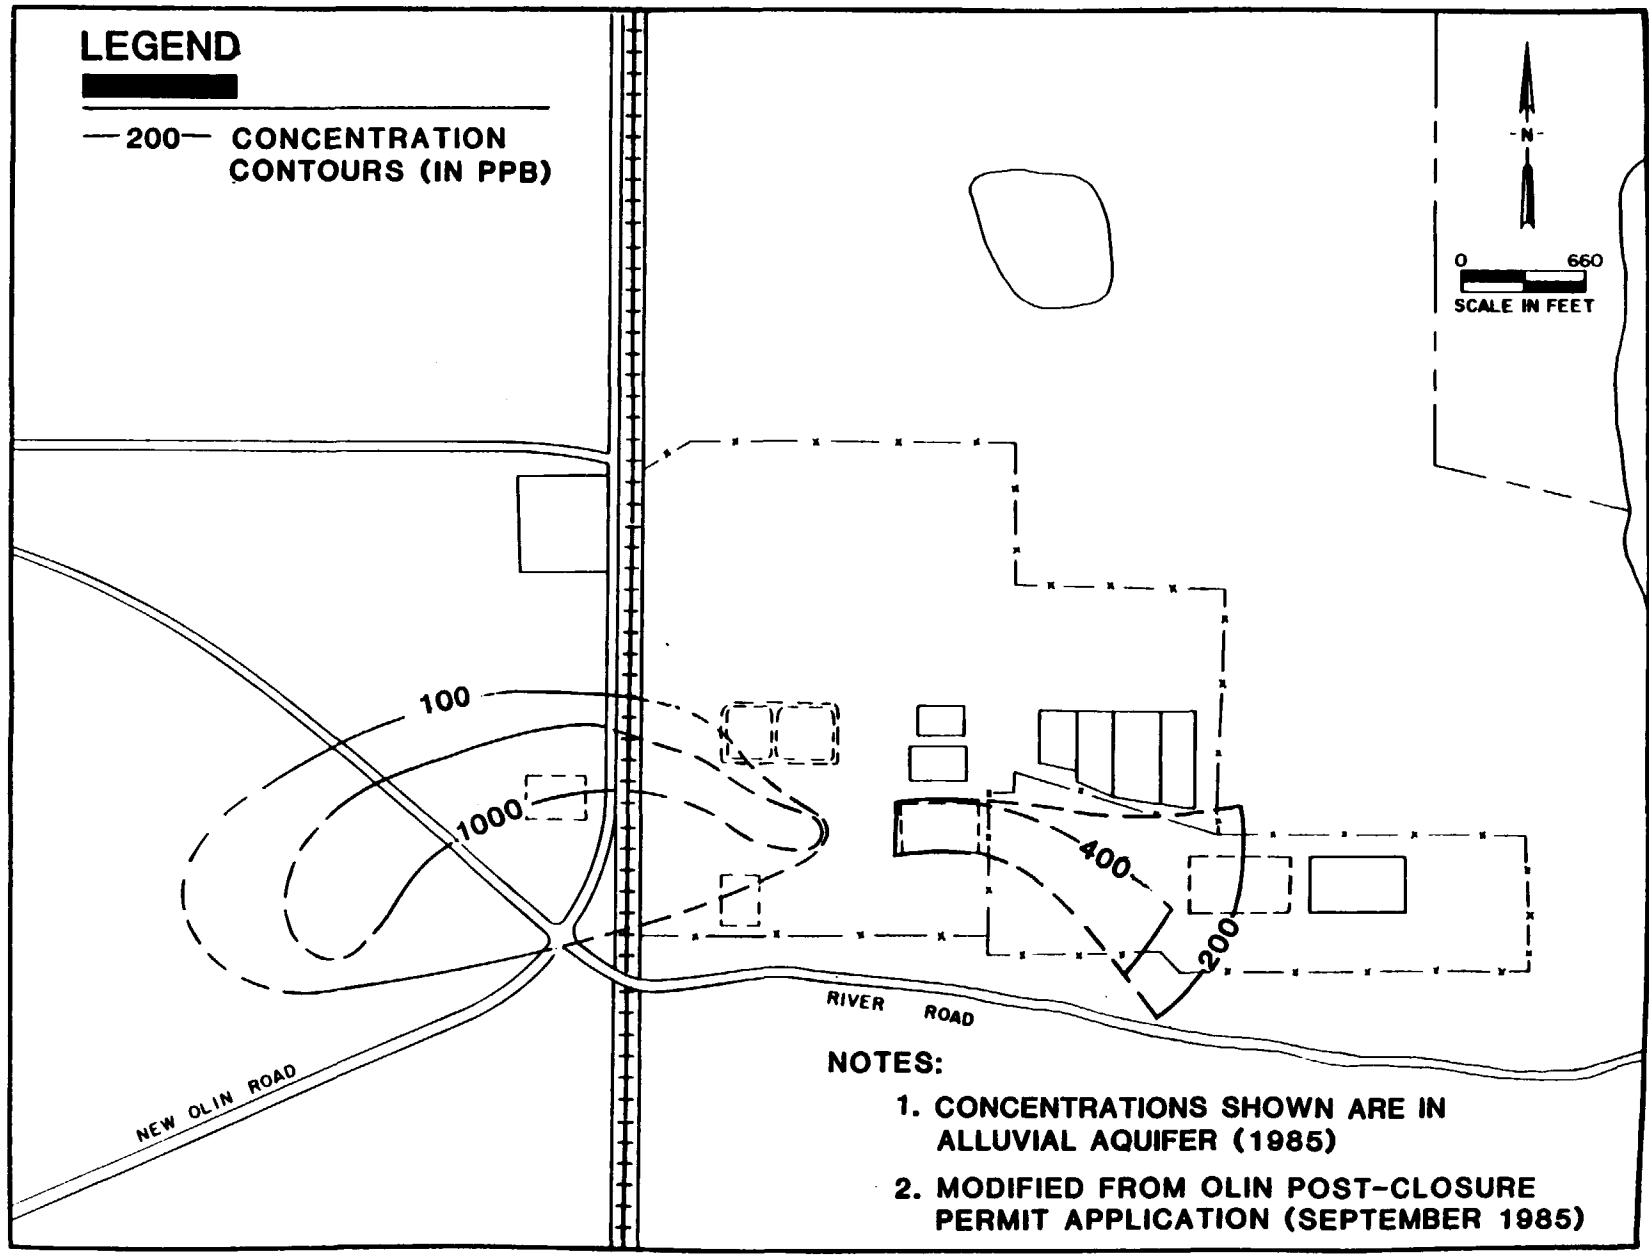 LEGEND
—200— CONCENTRATION
CONTOURS (IN PPB)
-N-
0 660
SCALE IN FEET
100
1000
400
200
RIVER ROAD
NEW OLIN ROAD
NOTES:
1. CONCENTRATIONS SHOWN ARE IN
ALLUVIAL AQUIFER (1985)
2. MODIFIED FROM OLIN POST-CLOSURE
PERMIT APPLICATION (SEPTEMBER 1985)